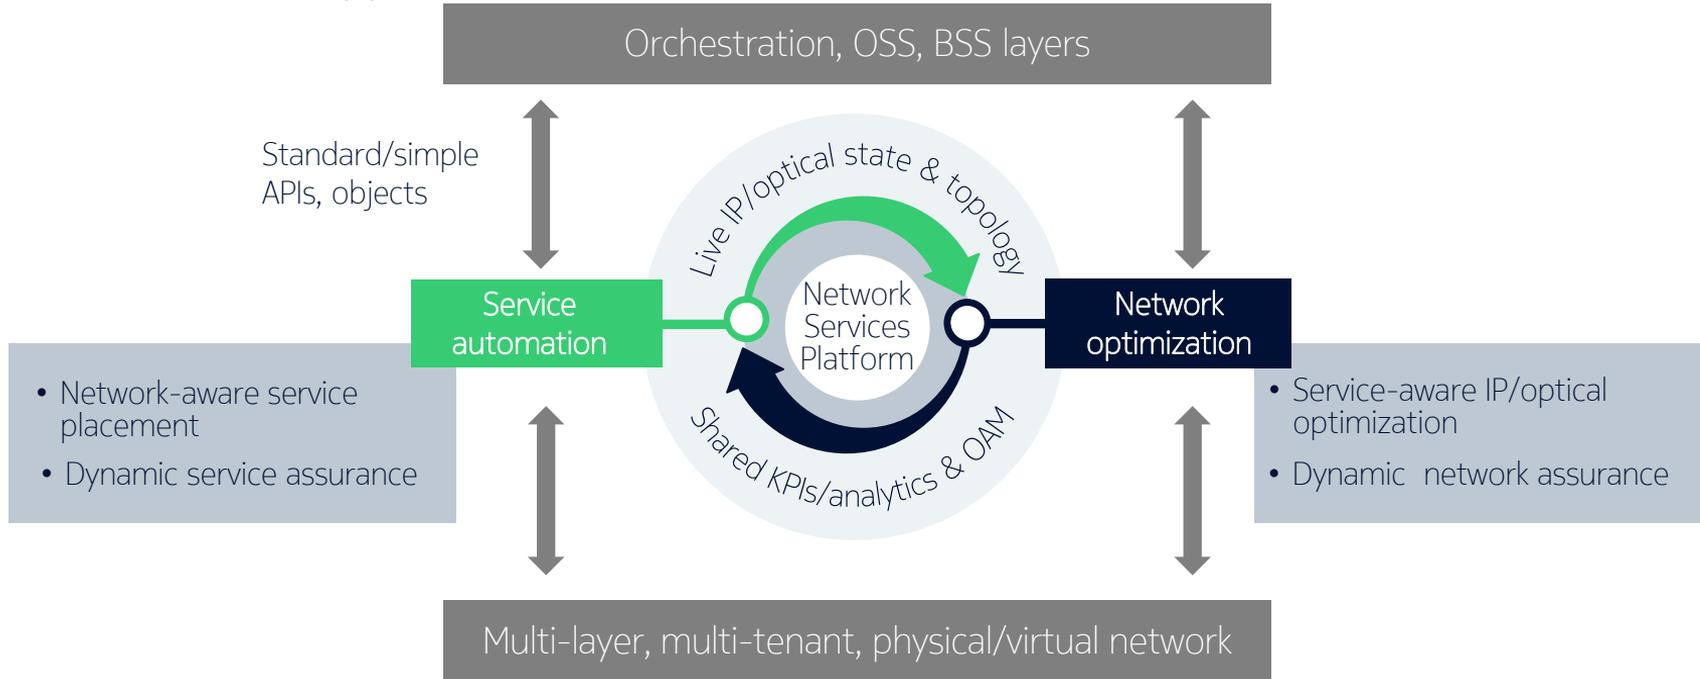 Orchestration, OSS, BSS layers
Standard/simple
APIs, objects
Live IP/optical state & topology
Service
automation
Network
Services
Platform
Network
optimization
• Network-aware service
placement
• Dynamic service assurance
• Service-aware IP/optical
optimization
• Dynamic network assurance
Shared KPIs/analytics & OAM
Multi-layer, multi-tenant, physical/virtual network